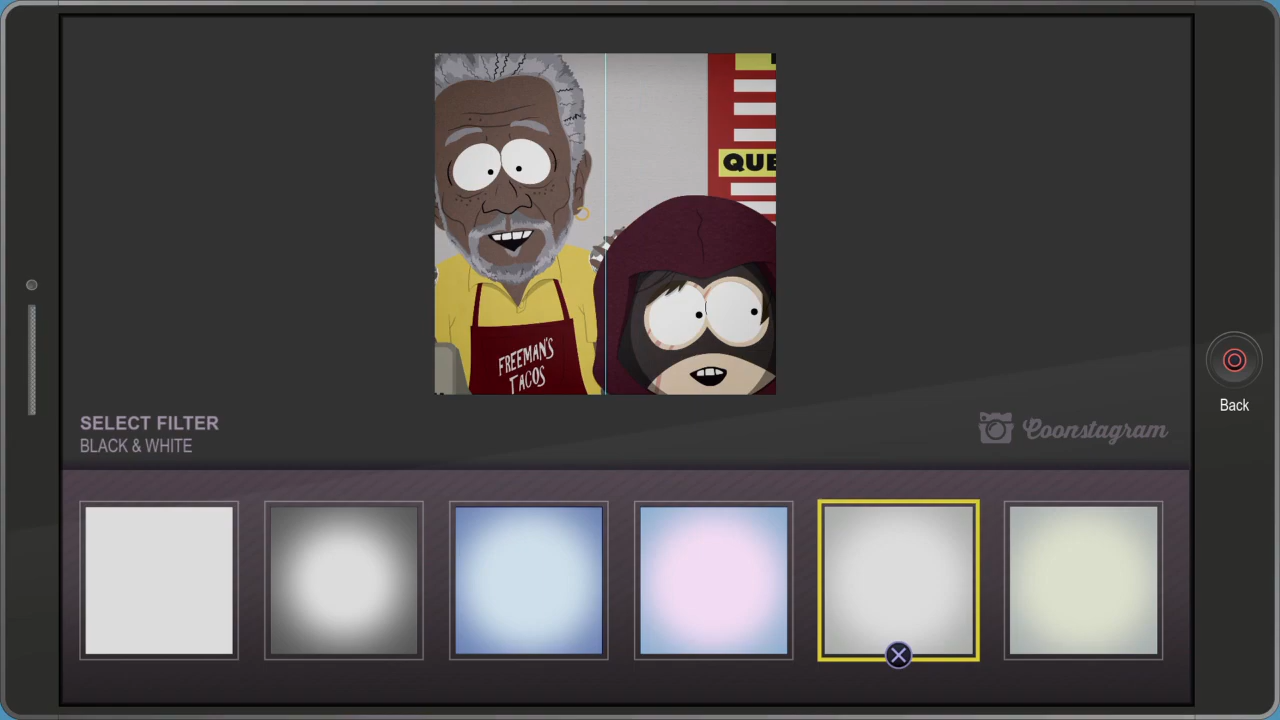 QUE
FREEMAN'S
TACOS
Back
SELECT FILTER
BLACK & WHITE
Coonstagram